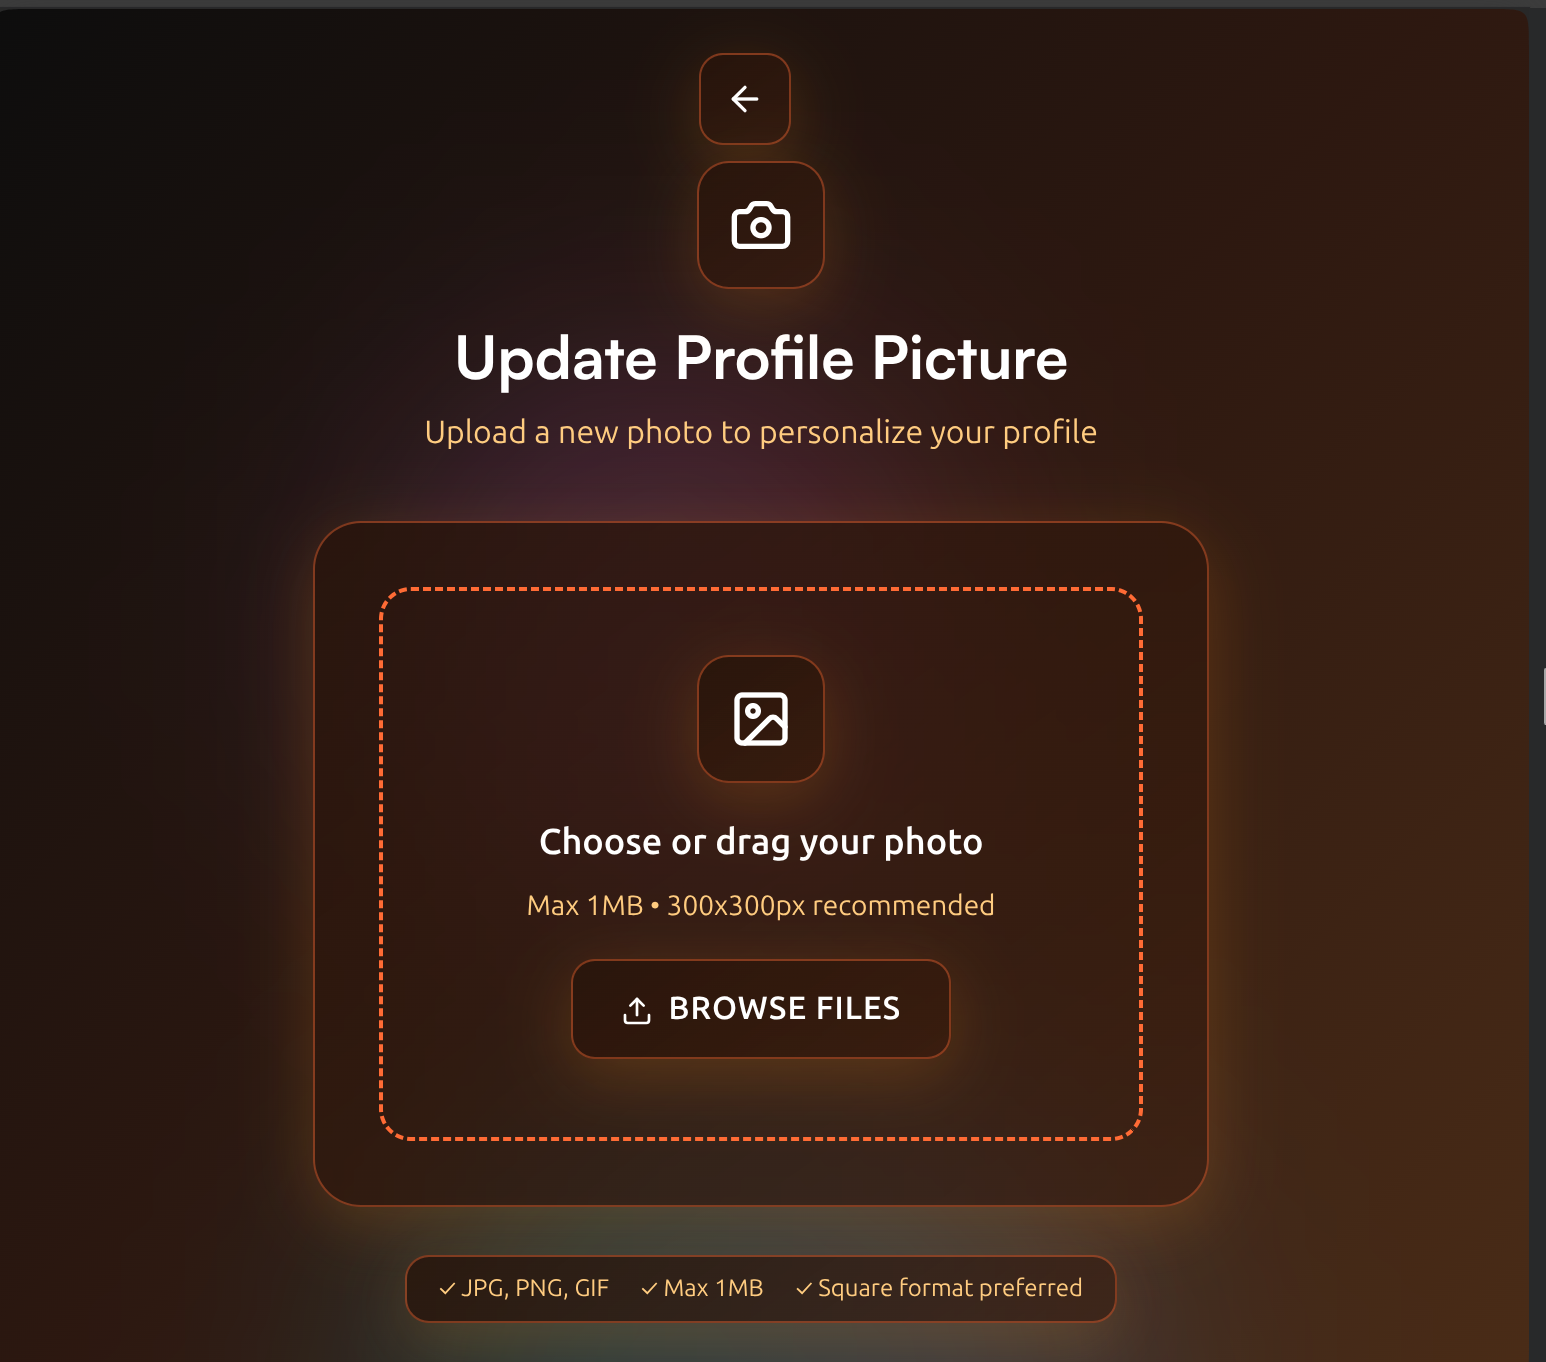 Update Profile Picture
Upload a new photo to personalize your profile
Choose or drag your photo
Max 1MB • 300x300px recommended
BROWSE FILES
✓ JPG, PNG, GIF ✓ Max 1MB ✓ Square format preferred